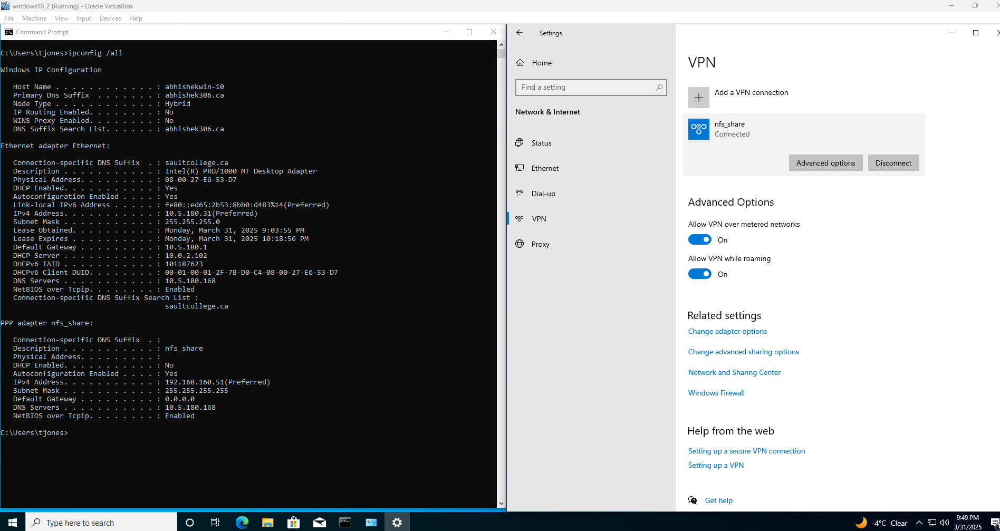 windows10_2 [Running] - Oracle VirtualBox
File Machine View Input Devices Help
Command Prompt
C:\Users\tjones>ipconfig /all
Windows IP Configuration
Host Name . . . . . . . . . . . . : abhishekwin-10
Primary Dns Suffix . . . . . . . : abhishek306.ca
Node Type . . . . . . . . . . . . : Hybrid
IP Routing Enabled. . . . . . . . : No
WINS Proxy Enabled. . . . . . . . : No
DNS Suffix Search List. . . . . . : abhishek306.ca
Ethernet adapter Ethernet:
Connection-specific DNS Suffix . : saultcollege.ca
Description . . . . . . . . . . . : Intel(R) PRO/1000 MT Desktop Adapter
Physical Address. . . . . . . . . : 08-00-27-E6-53-D7
DHCP Enabled. . . . . . . . . . . : Yes
Autoconfiguration Enabled . . . . : Yes
Link-local IPv6 Address . . . . . : fe80::ed65:2b53:8bb0:d483%14(Preferred)
IPv4 Address. . . . . . . . . . . : 10.5.180.31(Preferred)
Subnet Mask . . . . . . . . . . . : 255.255.255.0
Lease Obtained. . . . . . . . . . : Monday, March 31, 2025 9:03:55 PM
Lease Expires . . . . . . . . . . : Monday, March 31, 2025 10:18:56 PM
Default Gateway . . . . . . . . . : 10.5.180.1
DHCP Server . . . . . . . . . . . : 10.0.2.102
DHCPv6 IAID . . . . . . . . . . . : 101187623
DHCPv6 Client DUID. . . . . . . . : 00-01-00-01-2F-7B-D0-C4-08-00-27-E6-53-D7
DNS Servers . . . . . . . . . . . : 10.5.180.168
NetBIOS over Tcpip. . . . . . . . : Enabled
Connection-specific DNS Suffix Search List :
saultcollege.ca
PPP adapter nfs_share:
Connection-specific DNS Suffix . :
Description . . . . . . . . . . . : nfs_share
Physical Address. . . . . . . . . :
DHCP Enabled. . . . . . . . . . . : No
Autoconfiguration Enabled . . . . : Yes
IPv4 Address. . . . . . . . . . . : 192.168.160.51(Preferred)
Subnet Mask . . . . . . . . . . . : 255.255.255.255
Default Gateway . . . . . . . . . : 0.0.0.0
DNS Servers . . . . . . . . . . . : 10.5.180.168
NetBIOS over Tcpip. . . . . . . . : Enabled
C:\Users\tjones>
Settings
Home
Find a setting
Network & Internet
Status
Ethernet
Dial-up
VPN
Proxy
VPN
Add a VPN connection
nfs_share
Connected
Advanced options
Disconnect
Advanced Options
Allow VPN over metered networks
On
Allow VPN while roaming
On
Related settings
Change adapter options
Change advanced sharing options
Network and Sharing Center
Windows Firewall
Help from the web
Setting up a secure VPN connection
Setting up a VPN
Get help
Type here to search
-4°C Clear
9:49 PM
3/31/2025